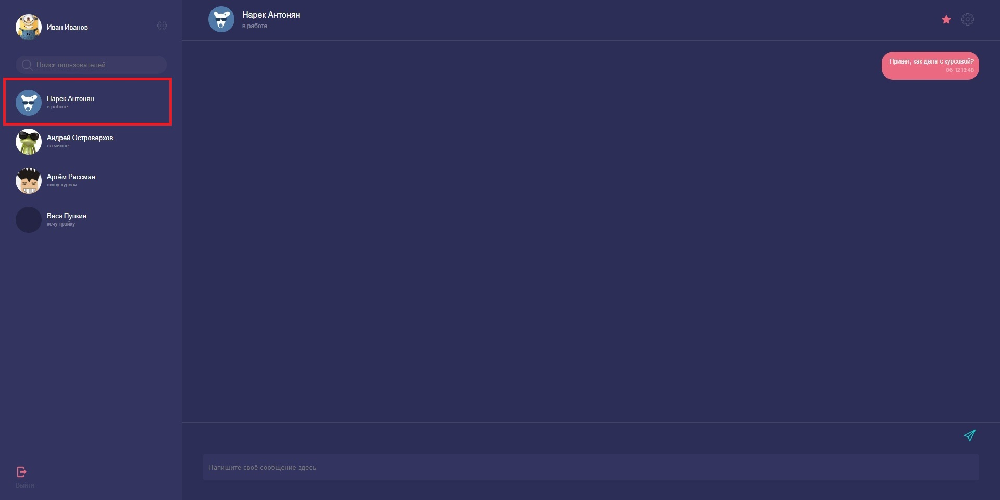 Иван Иванов
Поиск пользователей
Нарек Антонян
в работе
Андрей Островерхов
на чилле
Артём Рассман
пишу курсач
Вася Пупкин
хочу тройку
Выйти
Нарек Антонян
в работе
Привет, как дела с курсовой?
06-12 13:48
Напишите своё сообщение здесь